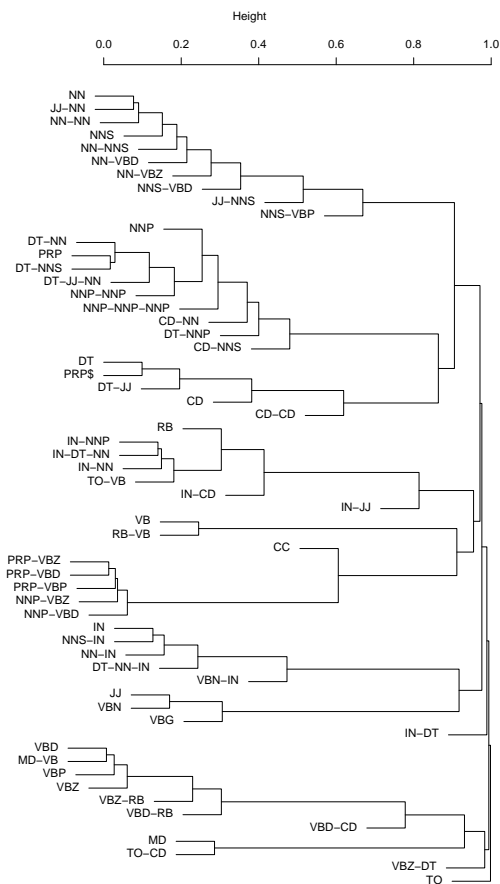 Height
0.0 0.2 0.4 0.6 0.8 1.0
NN
JJ−NN
NN−NN
NNS
NN−NNS
NN−VBD
NN−VBZ
NNS−VBD
JJ−NNS
NNS−VBP
NNP
DT−NN
PRP
DT−NNS
DT−JJ−NN
NNP−NNP
NNP−NNP−NNP
CD−NN
DT−NNP
CD−NNS
DT
PRP$
DT−JJ
CD
CD−CD
RB
IN−NNP
IN−DT−NN
IN−NN
TO−VB
IN−CD
IN−JJ
VB
RB−VB
CC
PRP−VBZ
PRP−VBD
PRP−VBP
NNP−VBZ
NNP−VBD
IN
NNS−IN
NN−IN
DT−NN−IN
VBN−IN
JJ
VBN
VBG
IN−DT
VBD
MD−VB
VBP
VBZ
VBZ−RB
VBD−RB
VBD−CD
MD
TO−CD
VBZ−DT
TO